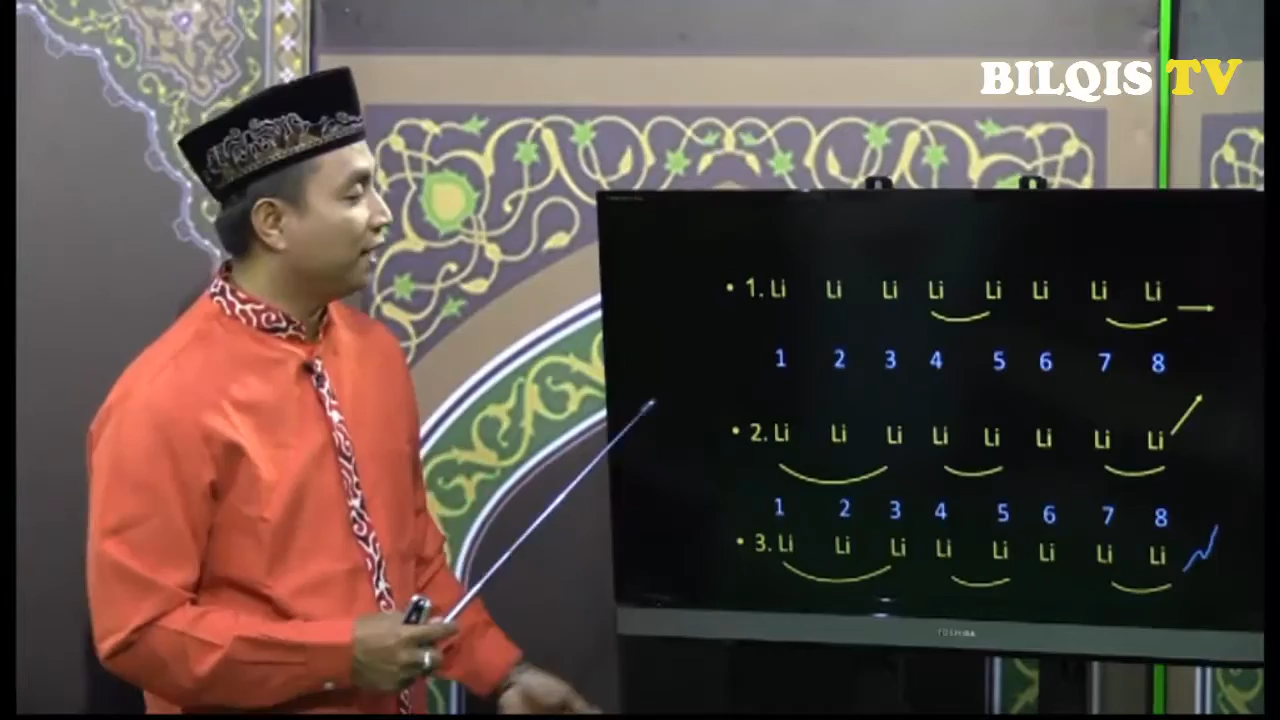 BILQIS TV
• 1. Li Li Li Li Li Li Li Li
1 2 3 4 5 6 7 8
• 2. Li Li Li Li Li Li Li Li
1 2 3 4 5 6 7 8
• 3. Li Li Li Li Li Li Li Li
TOSHIBA